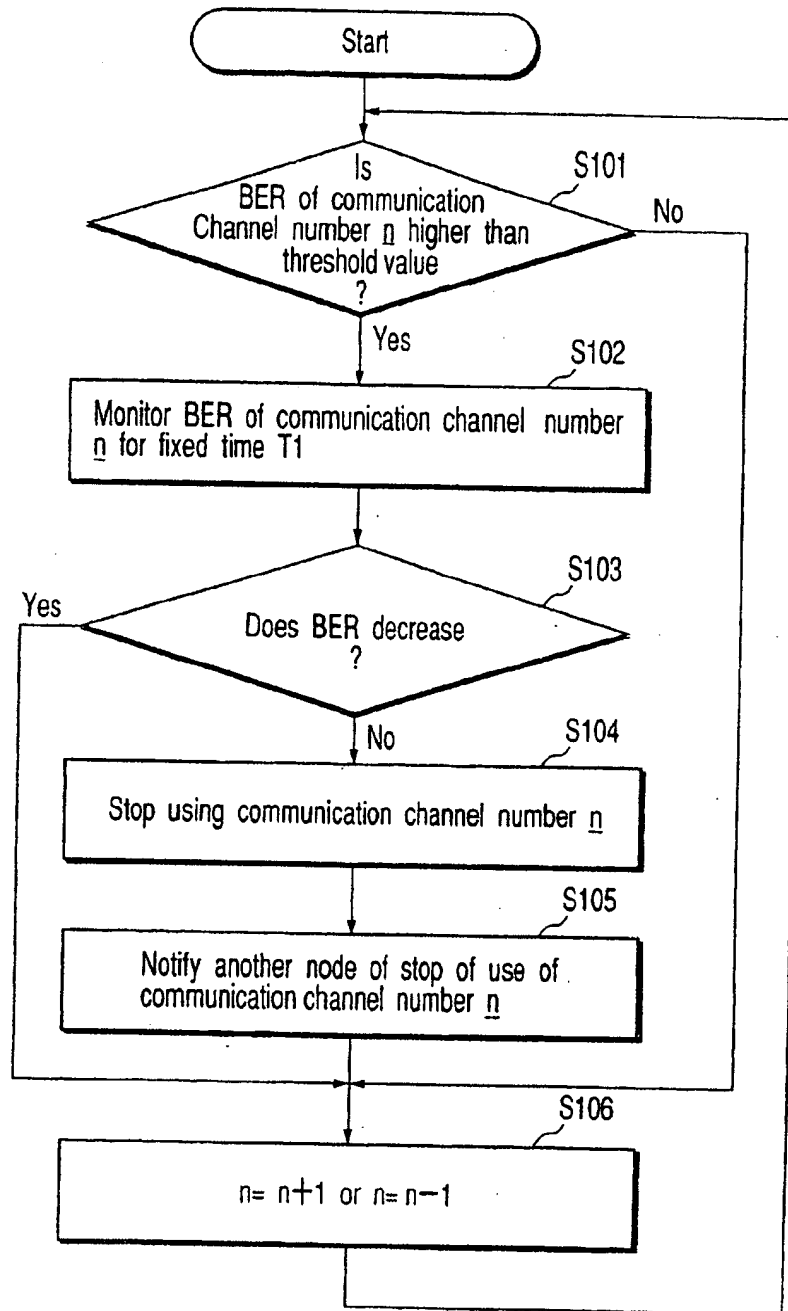 Start
S101
Is
BER of communication
Channel number n higher than
threshold value
?
No
Yes
S102
Monitor BER of communication channel number
n for fixed time T1
S103
Yes
Does BER decrease
?
No
S104
Stop using communication channel number n
S105
Notify another node of stop of use of
communication channel number n
S106
n= n+1 or n= n−1